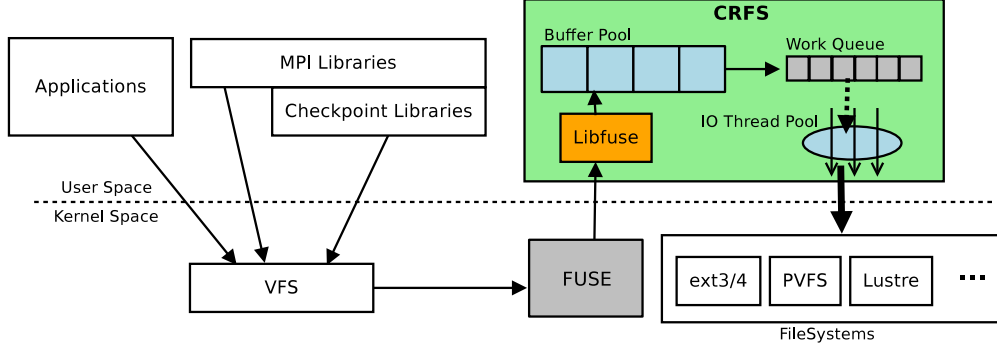 CRFS
Buffer Pool
Work Queue
MPI Libraries
Applications
Checkpoint Libraries
Libfuse
IO Thread Pool
User Space
Kernel Space
VFS
FUSE
ext3/4
PVFS
Lustre
...
FileSystems